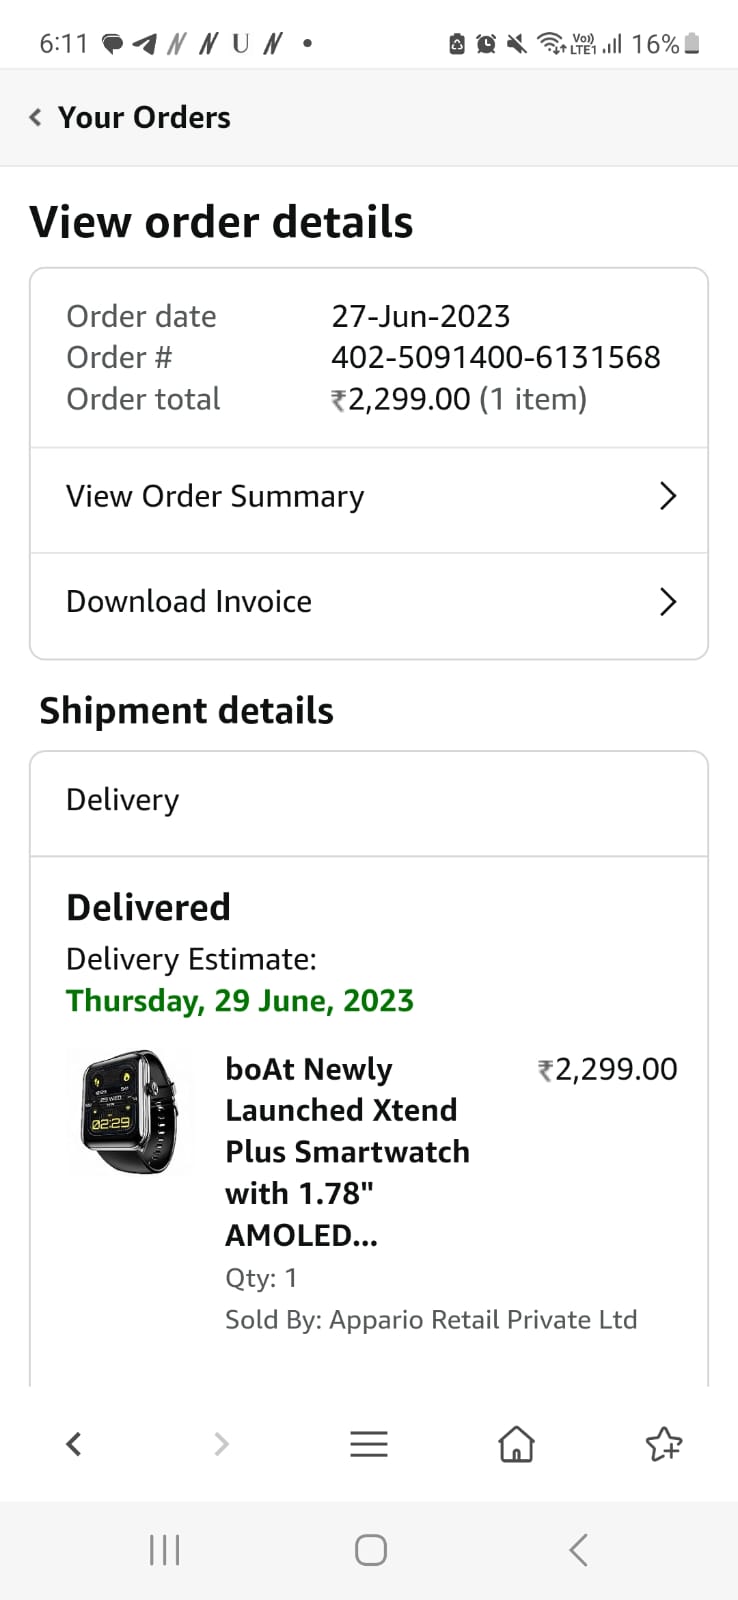 6:11 N N U N Vo)) LTE1 16%
Your Orders
View order details
Order date 27-Jun-2023
Order # 402-5091400-6131568
Order total ₹2,299.00 (1 item)
View Order Summary
Download Invoice
Shipment details
Delivery
Delivered
Delivery Estimate:
Thursday, 29 June, 2023
boAt Newly ₹2,299.00
Launched Xtend
Plus Smartwatch
with 1.78"
AMOLED...
Qty: 1
Sold By: Appario Retail Private Ltd
02:29